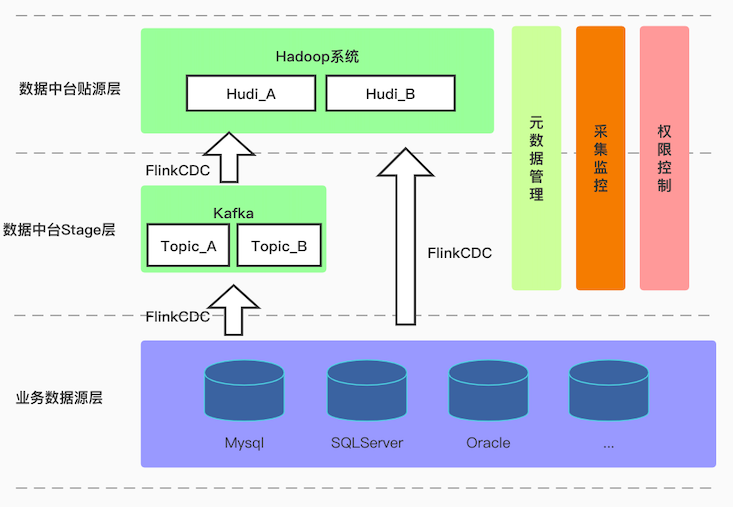 Hadoop系统
数据中台贴源层
Hudi_A
Hudi_B
元数据管理
采集监控
权限控制
FlinkCDC
Kafka
数据中台Stage层
Topic_A
Topic_B
FlinkCDC
FlinkCDC
业务数据源层
Mysql
SQLServer
Oracle
...